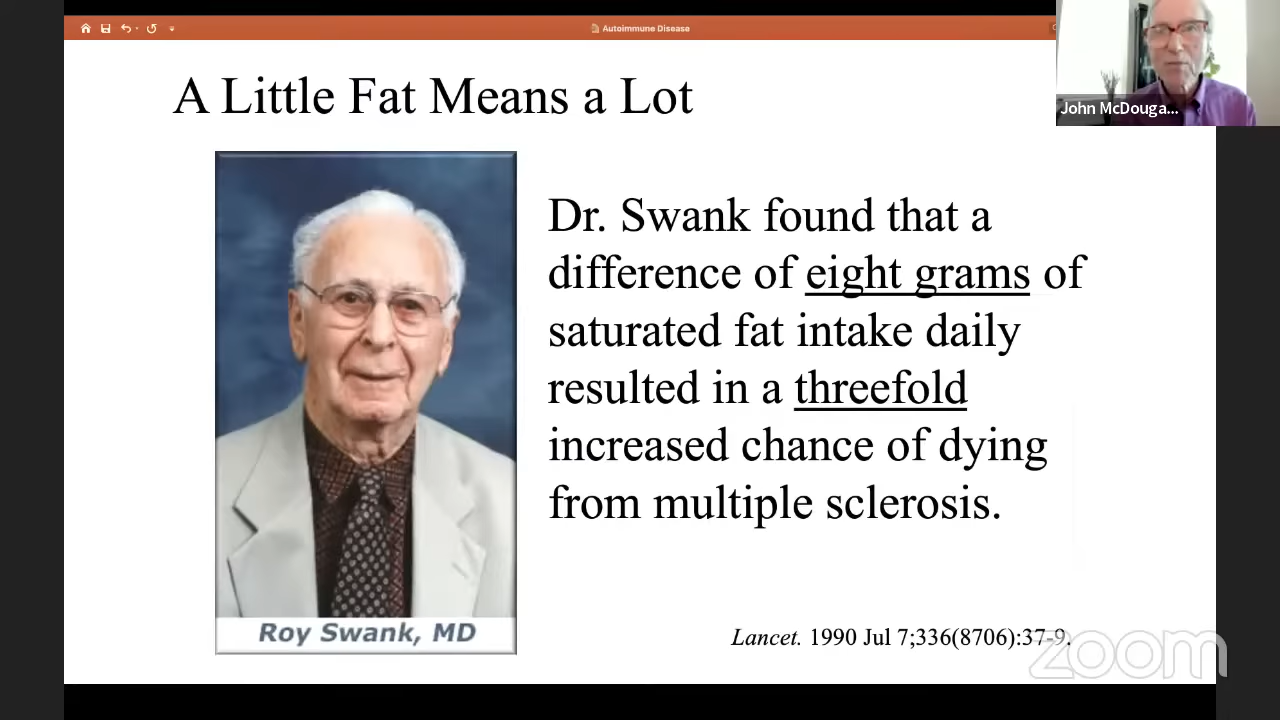 Autoimmune Disease
John McDouga...
A Little Fat Means a Lot
Dr. Swank found that a
difference of eight grams of
saturated fat intake daily
resulted in a threefold
increased chance of dying
from multiple sclerosis.
Roy Swank, MD
Lancet. 1990 Jul 7;336(8706):37-9.
zoom